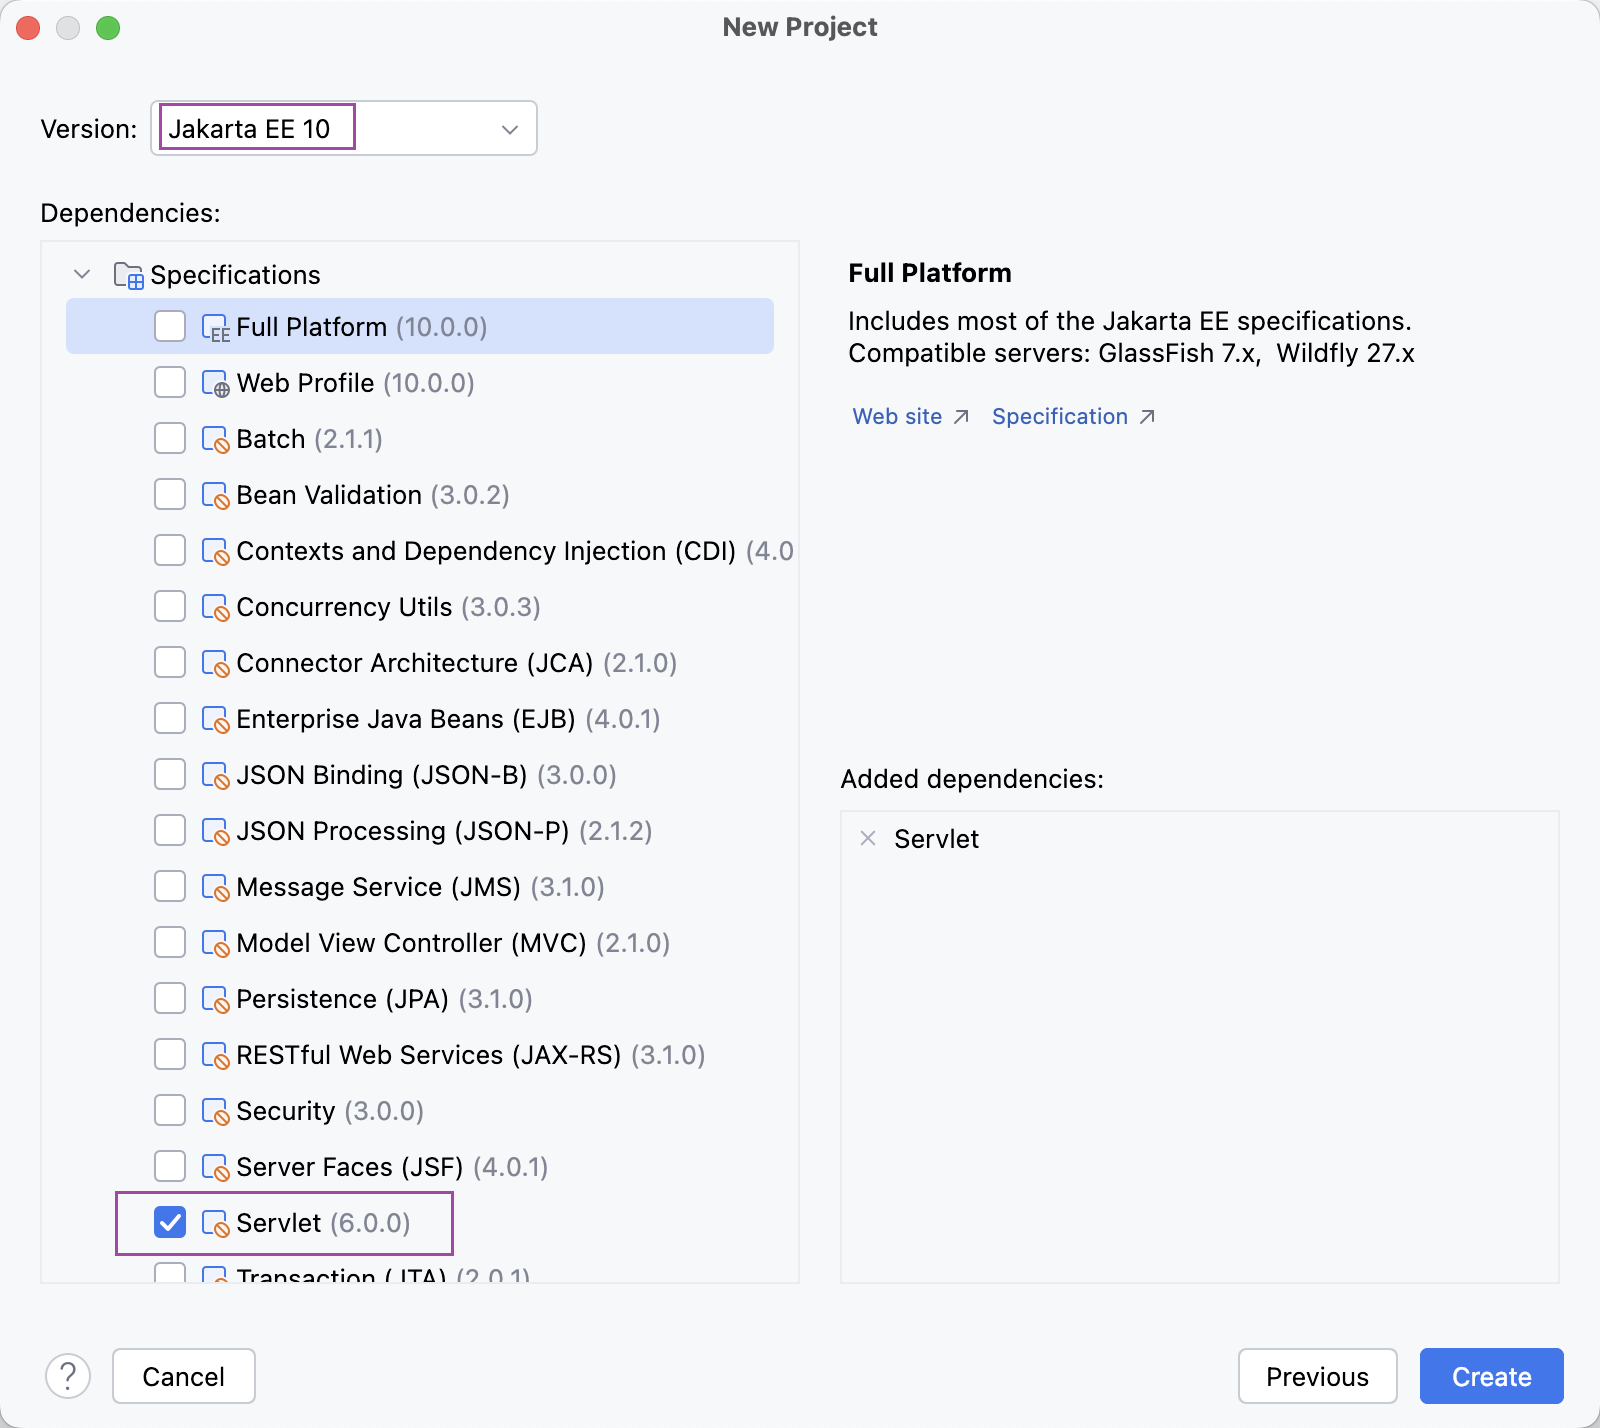 New Project
Version: Jakarta EE 10
Dependencies:
Specifications
EE Full Platform (10.0.0)
Web Profile (10.0.0)
Batch (2.1.1)
Bean Validation (3.0.2)
Contexts and Dependency Injection (CDI) (4.0
Concurrency Utils (3.0.3)
Connector Architecture (JCA) (2.1.0)
Enterprise Java Beans (EJB) (4.0.1)
JSON Binding (JSON-B) (3.0.0)
JSON Processing (JSON-P) (2.1.2)
Message Service (JMS) (3.1.0)
Model View Controller (MVC) (2.1.0)
Persistence (JPA) (3.1.0)
RESTful Web Services (JAX-RS) (3.1.0)
Security (3.0.0)
Server Faces (JSF) (4.0.1)
Servlet (6.0.0)
Transaction (JTA) (2.0.1)
Full Platform
Includes most of the Jakarta EE specifications.
Compatible servers: GlassFish 7.x, Wildfly 27.x
Web site ↗ Specification ↗
Added dependencies:
Servlet
? Cancel Previous Create